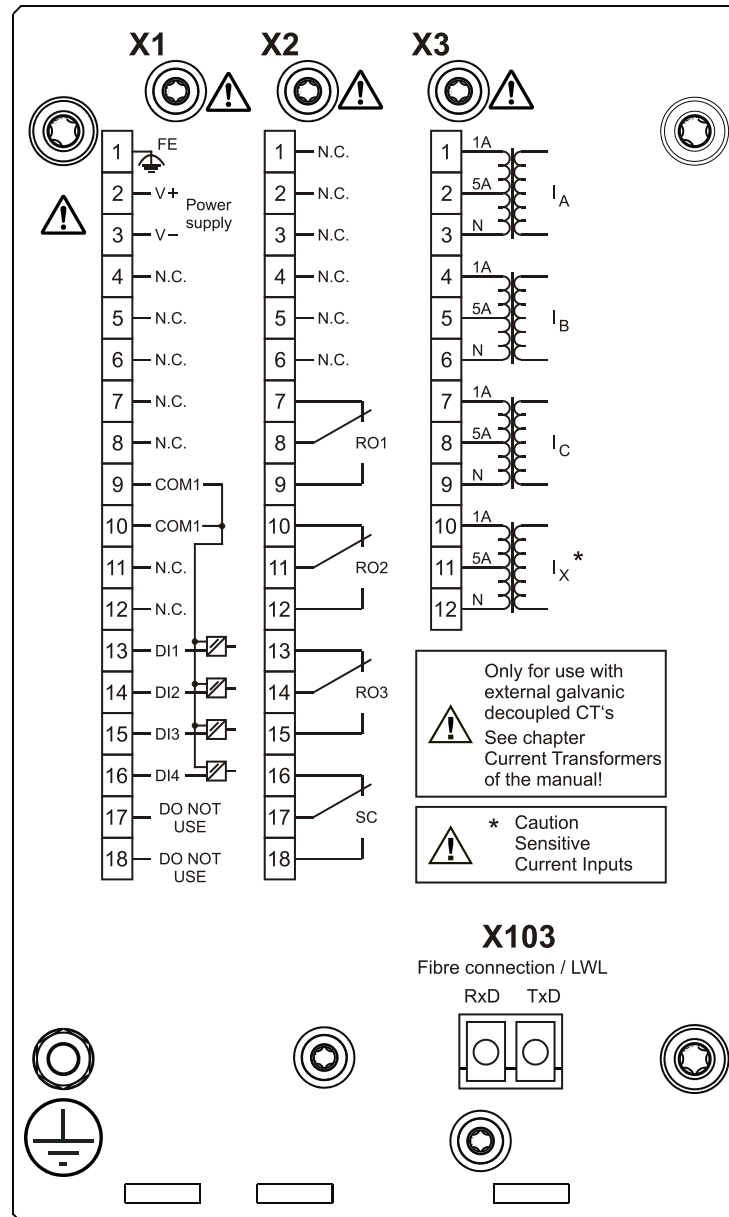 X1 X2 X3
1 FE
2 V+
Power
supply
3 V–
4 N.C.
5 N.C.
6 N.C.
7 N.C.
8 N.C.
9 COM1
10 COM1
11 N.C.
12 N.C.
13 DI1
14 DI2
15 DI3
16 DI4
17 DO NOT
USE
18 DO NOT
USE
1 N.C.
2 N.C.
3 N.C.
4 N.C.
5 N.C.
6 N.C.
7
8 RO1
9
10
11 RO2
12
13
14 RO3
15
16
17 SC
18
1 1A
2 5A IA
3 N
4 1A
5 5A IB
6 N
7 1A
8 5A IC
9 N
10 1A
11 5A IX *
12 N
! Only for use with
external galvanic
decoupled CT's
See chapter
Current Transformers
of the manual!
! * Caution
Sensitive
Current Inputs
X103
Fibre connection / LWL
RxD TxD